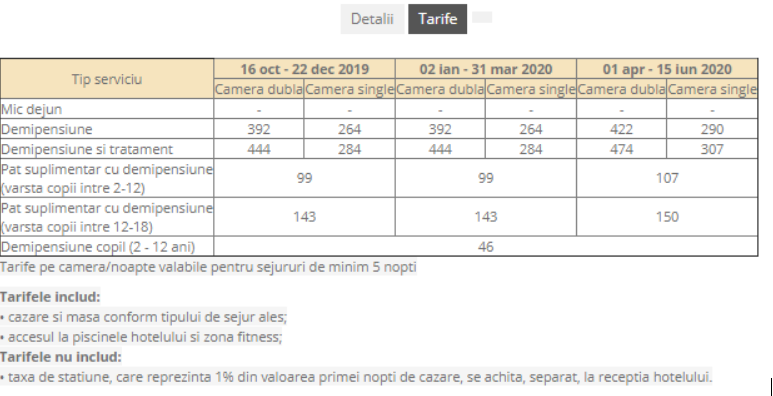 Detalii Tarife
Tip serviciu 16 oct - 22 dec 2019 02 ian - 31 mar 2020 01 apr - 15 iun 2020
Camera dubla Camera single Camera dubla Camera single Camera dubla Camera single
Mic dejun - - - - - -
Demipensiune 392 264 392 264 422 290
Demipensiune si tratament 444 284 444 284 474 307
Pat suplimentar cu demipensiune
(varsta copii intre 2-12) 99 99 107
Pat suplimentar cu demipensiune
(varsta copii intre 12-18) 143 143 150
Demipensiune copil (2 - 12 ani) 46
Tarife pe camera/noapte valabile pentru sejururi de minim 5 nopti
Tarifele includ:
• cazare si masa conform tipului de sejur ales;
• accesul la piscinele hotelului si zona fitness;
Tarifele nu includ:
• taxa de statiune, care reprezinta 1% din valoarea primei nopti de cazare, se achita, separat, la receptia hotelului.